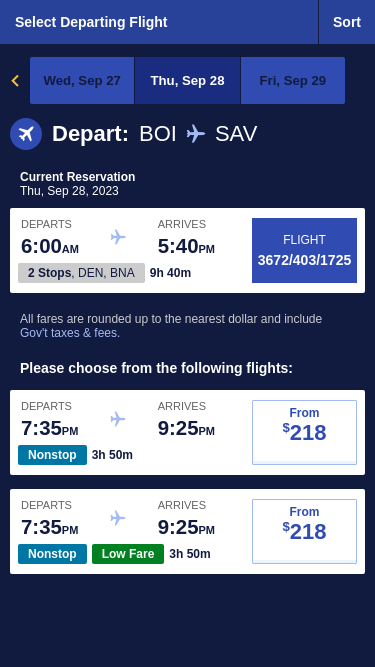 Select Departing Flight
Sort
Wed, Sep 27
Thu, Sep 28
Fri, Sep 29
Depart: BOI SAV
Current Reservation
Thu, Sep 28, 2023
DEPARTS ARRIVES
6:00AM 5:40PM
2 Stops, DEN, BNA 9h 40m
FLIGHT
3672/403/1725
All fares are rounded up to the nearest dollar and include
Gov't taxes & fees.
Please choose from the following flights:
DEPARTS ARRIVES
7:35PM 9:25PM
Nonstop 3h 50m
From
$218
DEPARTS ARRIVES
7:35PM 9:25PM
Nonstop Low Fare 3h 50m
From
$218